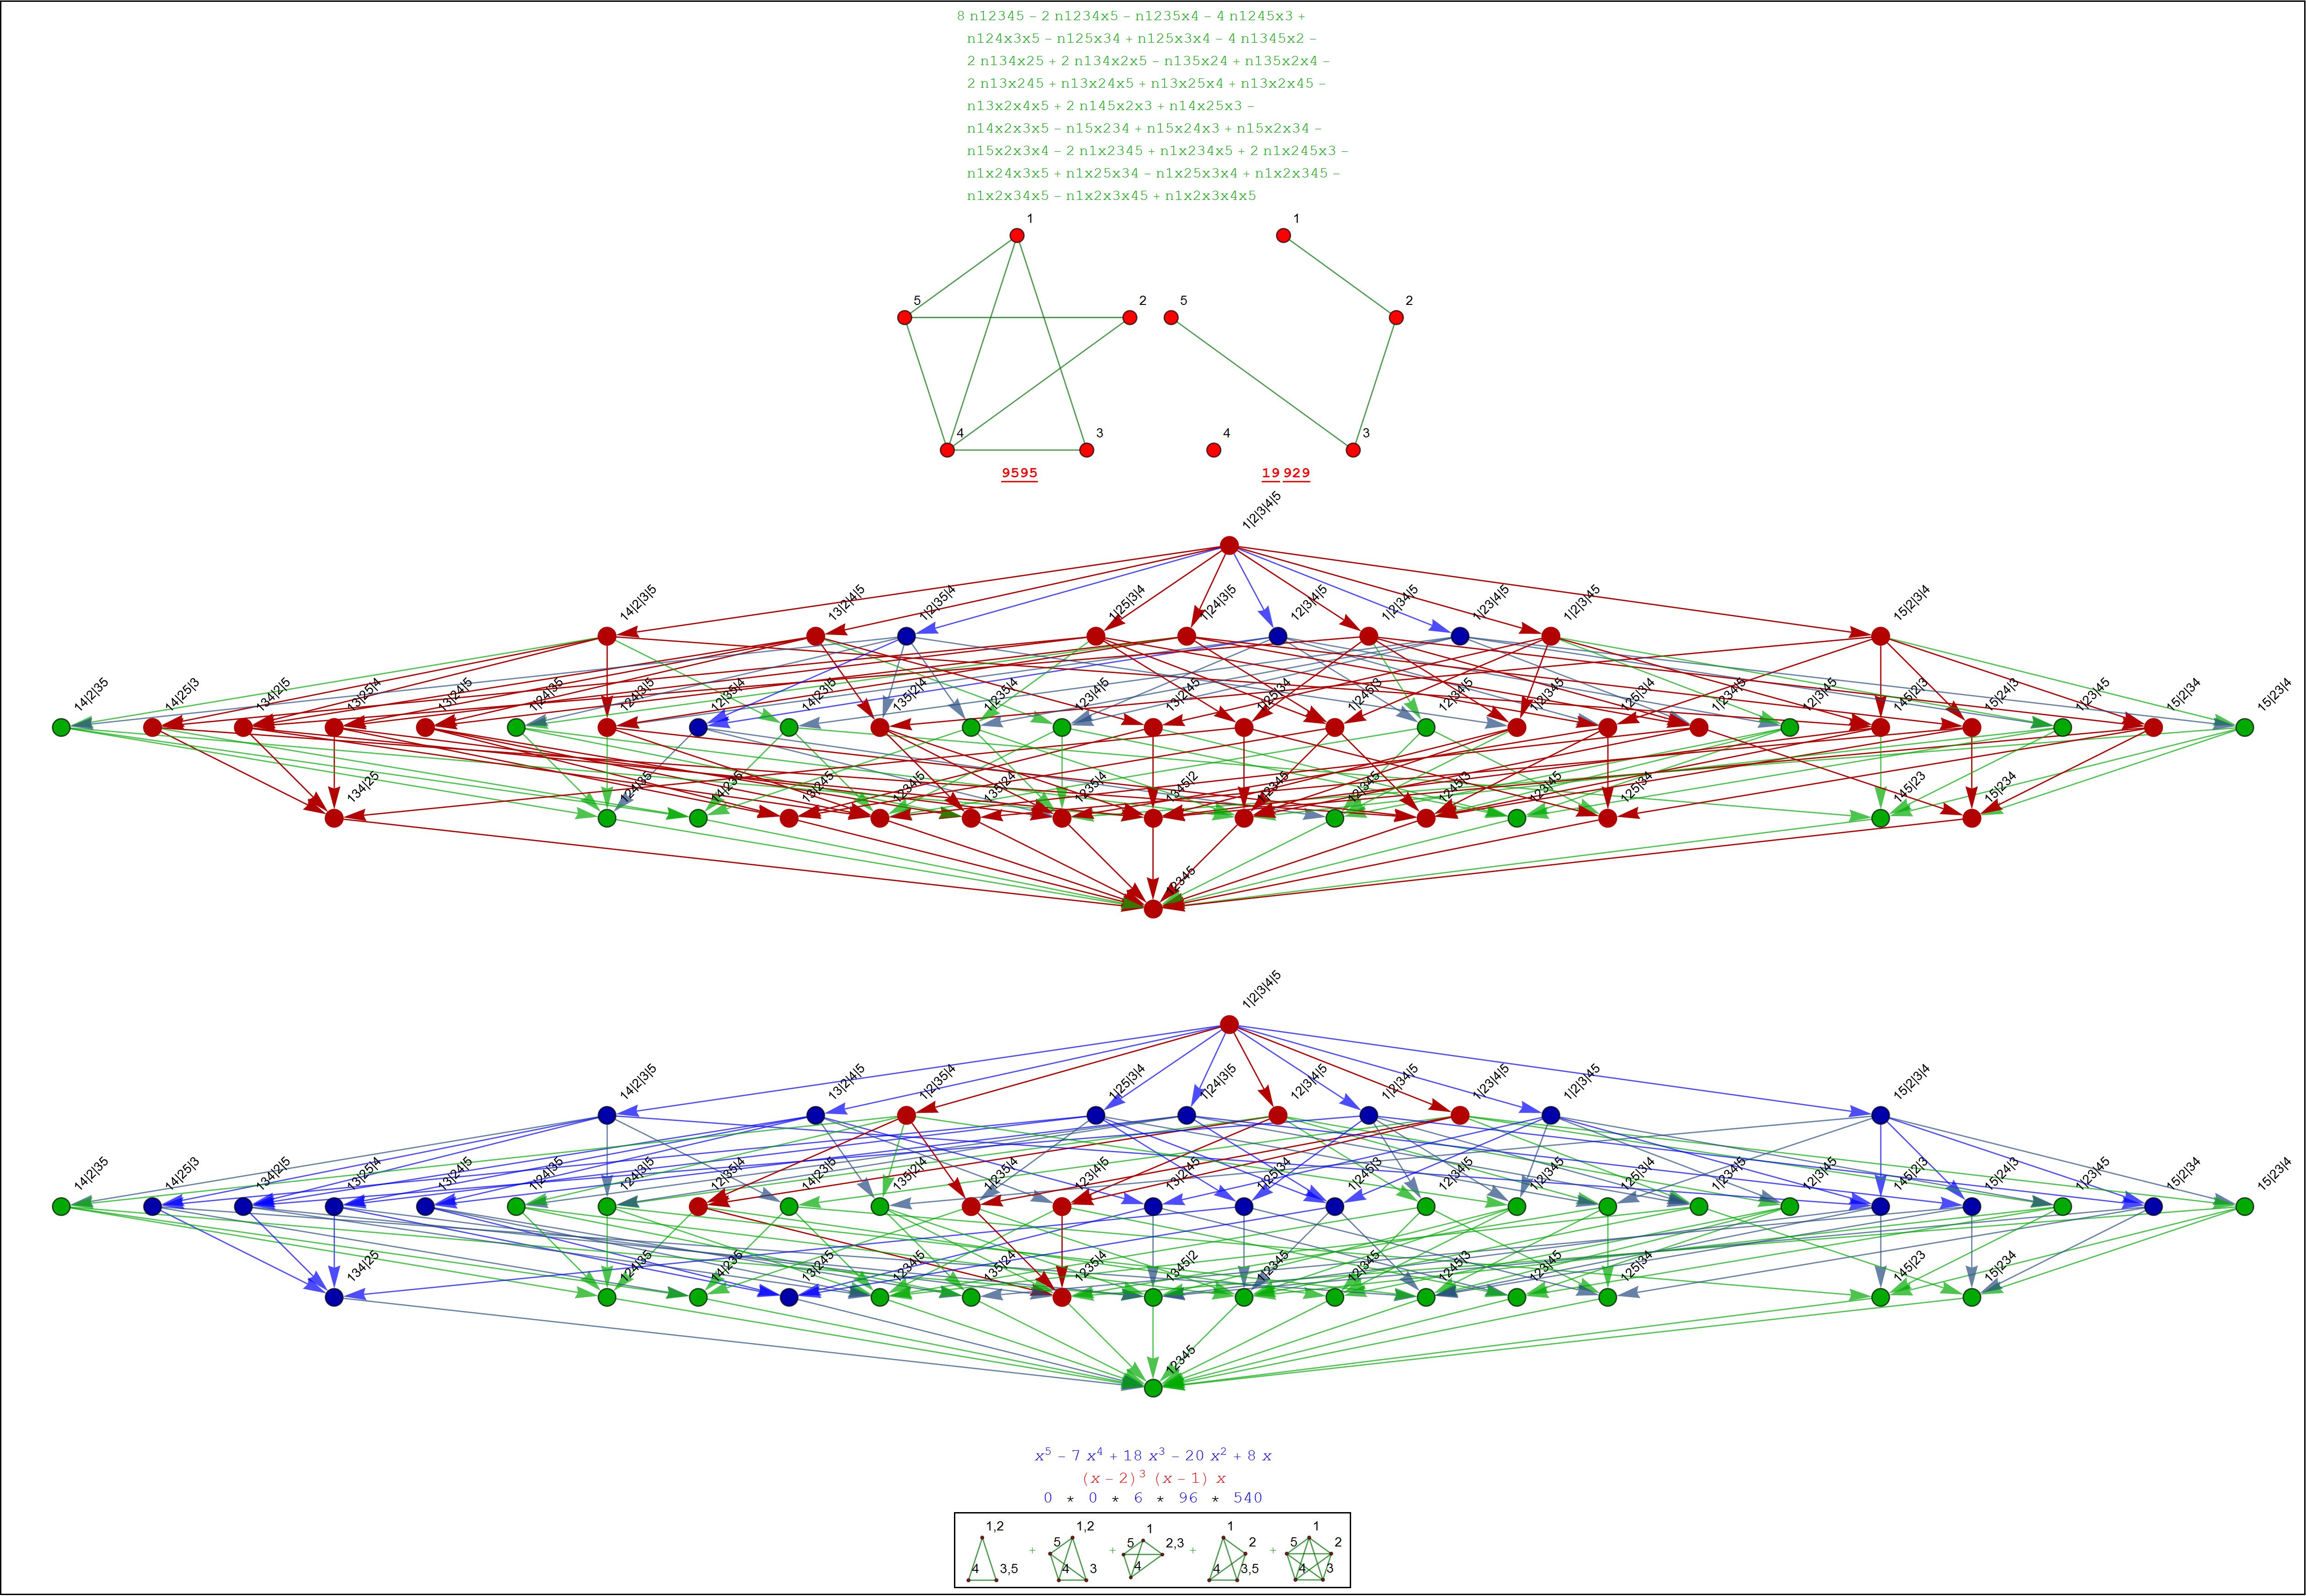 8 n12345 − 2 n1234x5 − n1235x4 − 4 n1245x3 +
n124x3x5 − n125x34 + n125x3x4 − 4 n1345x2 −
2 n134x25 + 2 n134x2x5 − n135x24 + n135x2x4 −
2 n13x245 + n13x24x5 + n13x25x4 + n13x2x45 −
n13x2x4x5 + 2 n145x2x3 + n14x25x3 −
n14x2x3x5 − n15x234 + n15x24x3 + n15x2x34 −
n15x2x3x4 − 2 n1x2345 + n1x234x5 + 2 n1x245x3 −
n1x24x3x5 + n1x25x34 − n1x25x3x4 + n1x2x345 −
n1x2x34x5 − n1x2x3x45 + n1x2x3x4x5
1 1
5 2 5 2
4 3 4 3
9595 19 929
1|2|3|4|5
14|2|3|5 13|2|4|5 1|2|35|4 1|25|3|4 1|24|3|5 12|3|4|5 1|2|34|5 1|23|4|5 1|2|3|45 15|2|3|4
14|2|35 14|25|3 134|2|5 13|25|4 13|24|5 1|24|35 124|3|5 12|35|4 14|23|5 135|2|4 1|235|4 123|4|5 13|2|45 1|25|34 1|245|3 12|34|5 1|2|345 125|3|4 1|234|5 12|3|45 145|2|3 15|24|3 1|23|45 15|2|34 15|23|4
134|25 124|35 14|235 13|245 1234|5 135|24 1235|4 1345|2 1|2345 12|345 1245|3 123|45 125|34 145|23 15|234
12345
1|2|3|4|5
14|2|3|5 13|2|4|5 1|2|35|4 1|25|3|4 1|24|3|5 12|3|4|5 1|2|34|5 1|23|4|5 1|2|3|45 15|2|3|4
14|2|35 14|25|3 134|2|5 13|25|4 13|24|5 1|24|35 124|3|5 12|35|4 14|23|5 135|2|4 1|235|4 123|4|5 13|2|45 1|25|34 1|245|3 12|34|5 1|2|345 125|3|4 1|234|5 12|3|45 145|2|3 15|24|3 1|23|45 15|2|34 15|23|4
134|25 124|35 14|235 13|245 1234|5 135|24 1235|4 1345|2 1|2345 12|345 1245|3 123|45 125|34 145|23 15|234
12345
x⁵ − 7 x⁴ + 18 x³ − 20 x² + 8 x
(x − 2)³ (x − 1) x
0 * 0 * 6 * 96 * 540
1,2 1,2 1 1 1
+ 5 + 5 2,3 + 2 + 5 2
4 3,5 4 3 4 4 3,5 4 3